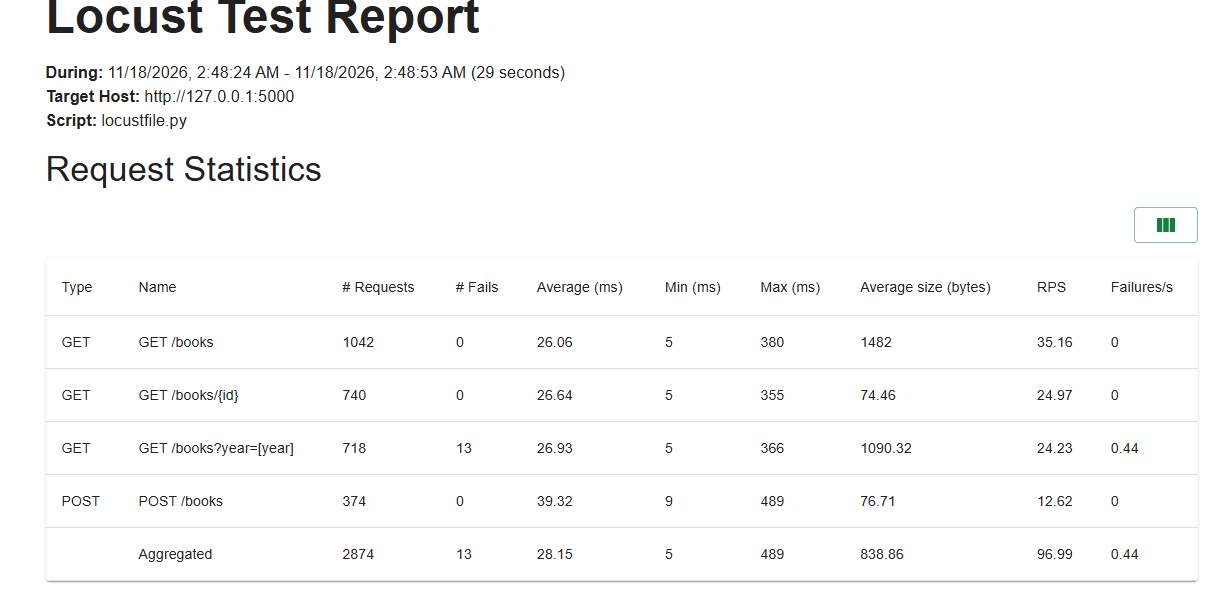 Locust Test Report
During: 11/18/2026, 2:48:24 AM - 11/18/2026, 2:48:53 AM (29 seconds)
Target Host: http://127.0.0.1:5000
Script: locustfile.py
Request Statistics
Type Name # Requests # Fails Average (ms) Min (ms) Max (ms) Average size (bytes) RPS Failures/s
GET GET /books 1042 0 26.06 5 380 1482 35.16 0
GET GET /books/{id} 740 0 26.64 5 355 74.46 24.97 0
GET GET /books?year=[year] 718 13 26.93 5 366 1090.32 24.23 0.44
POST POST /books 374 0 39.32 9 489 76.71 12.62 0
Aggregated 2874 13 28.15 5 489 838.86 96.99 0.44